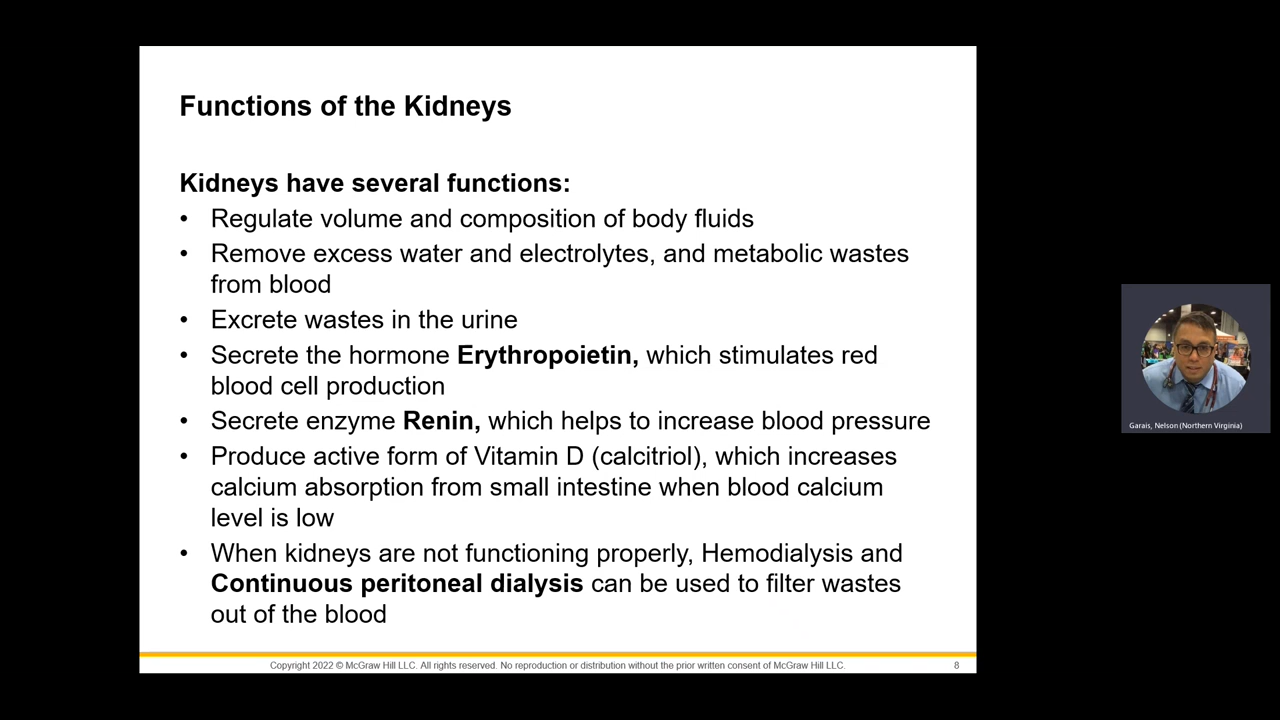 Functions of the Kidneys
Kidneys have several functions:
• Regulate volume and composition of body fluids
• Remove excess water and electrolytes, and metabolic wastes
from blood
• Excrete wastes in the urine
• Secrete the hormone Erythropoietin, which stimulates red
blood cell production
• Secrete enzyme Renin, which helps to increase blood pressure
• Produce active form of Vitamin D (calcitriol), which increases
calcium absorption from small intestine when blood calcium
level is low
• When kidneys are not functioning properly, Hemodialysis and
Continuous peritoneal dialysis can be used to filter wastes
out of the blood
Copyright 2022 © McGraw Hill LLC. All rights reserved. No reproduction or distribution without the prior written consent of McGraw Hill LLC.
8
Garais, Nelson (Northern Virginia)